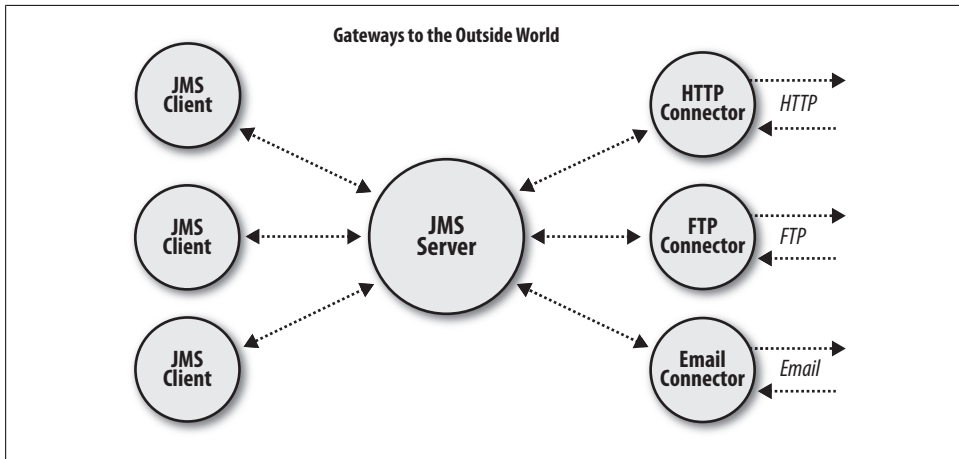 Gateways to the Outside World
JMS
Client
HTTP
Connector
HTTP
JMS
Client
JMS
Server
FTP
Connector
FTP
JMS
Client
Email
Connector
Email